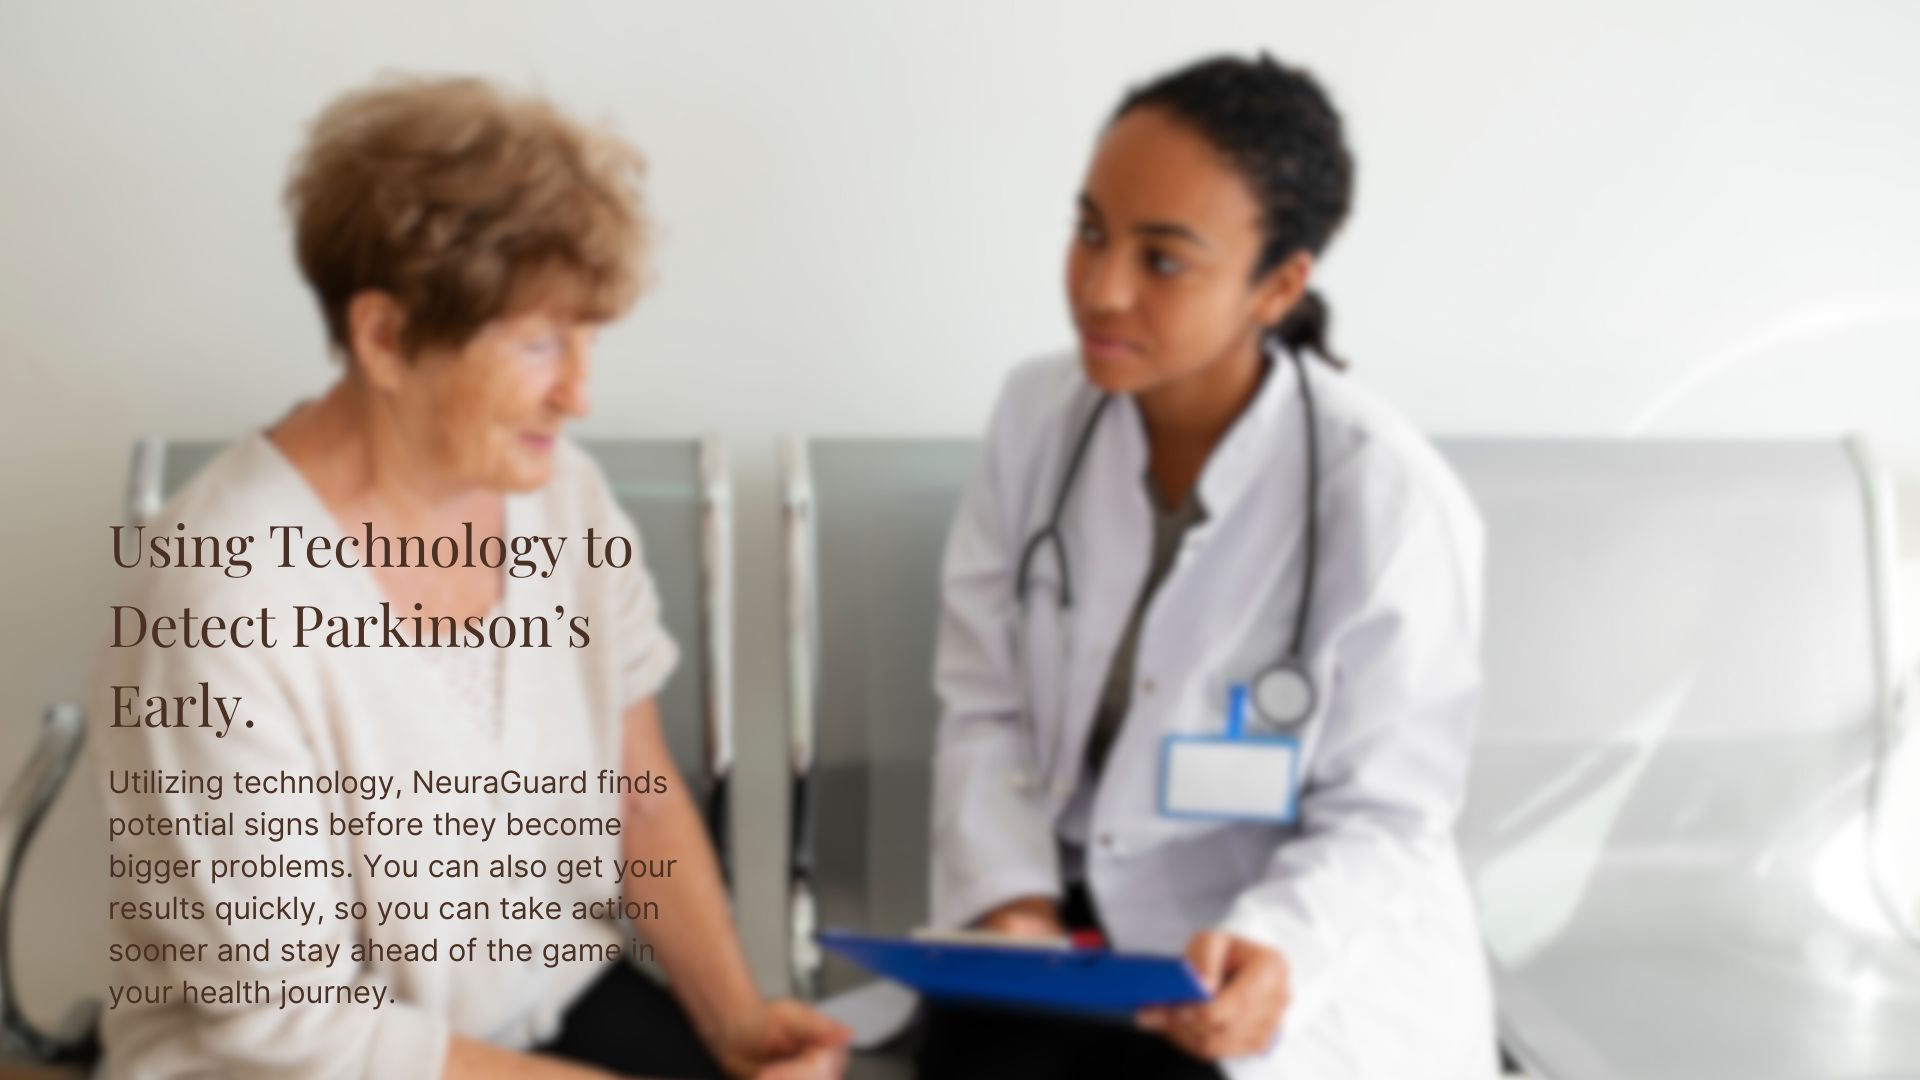 Using Technology to
Detect Parkinson’s
Early.
Utilizing technology, NeuraGuard finds
potential signs before they become
bigger problems. You can also get your
results quickly, so you can take action
sooner and stay ahead of the game in
your health journey.